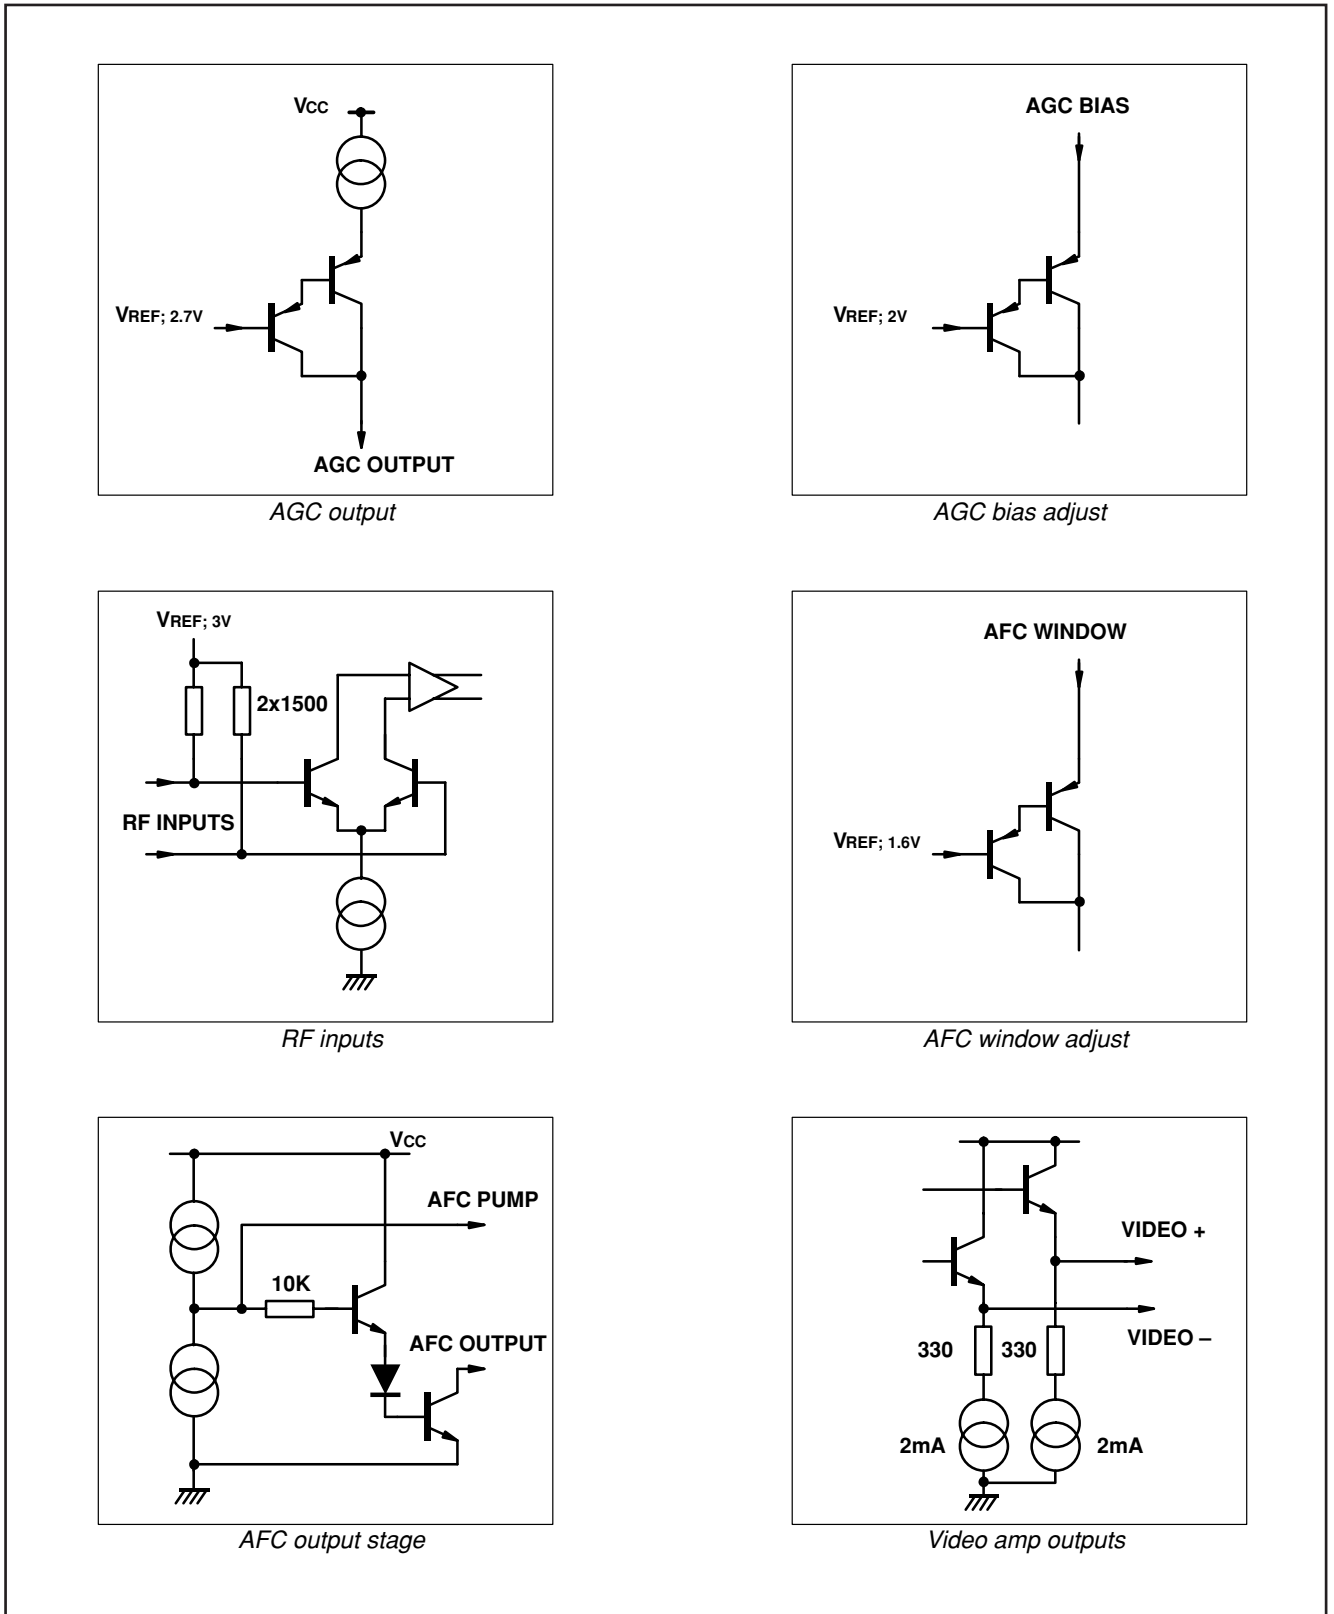 VCC
VREF; 2.7V
AGC OUTPUT
AGC output
AGC BIAS
VREF; 2V
AGC bias adjust
VREF; 3V
2x1500
RF INPUTS
RF inputs
AFC WINDOW
VREF; 1.6V
AFC window adjust
VCC
AFC PUMP
10K
AFC OUTPUT
AFC output stage
VIDEO +
VIDEO –
330 330
2mA 2mA
Video amp outputs